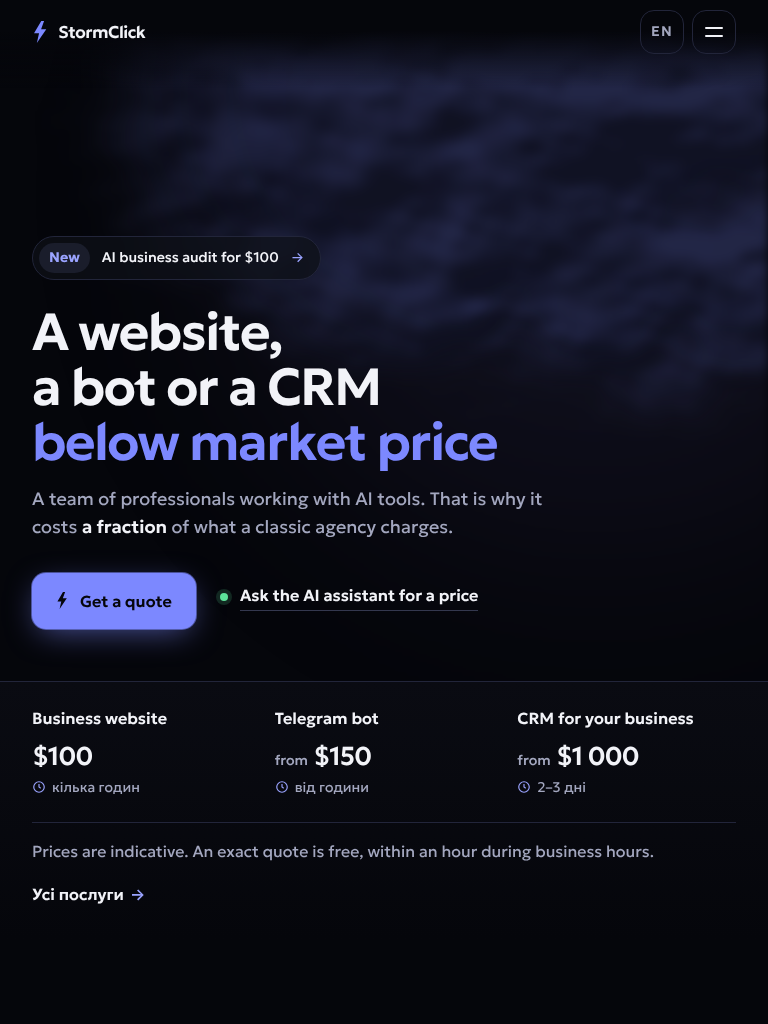 StormClick
EN
New AI business audit for $100 →
A website,
a bot or a CRM
below market price
A team of professionals working with AI tools. That is why it
costs a fraction of what a classic agency charges.
Get a quote
Ask the AI assistant for a price
Business website
$100
кілька годин
Telegram bot
from $150
від години
CRM for your business
from $1 000
2–3 дні
Prices are indicative. An exact quote is free, within an hour during business hours.
Усі послуги →